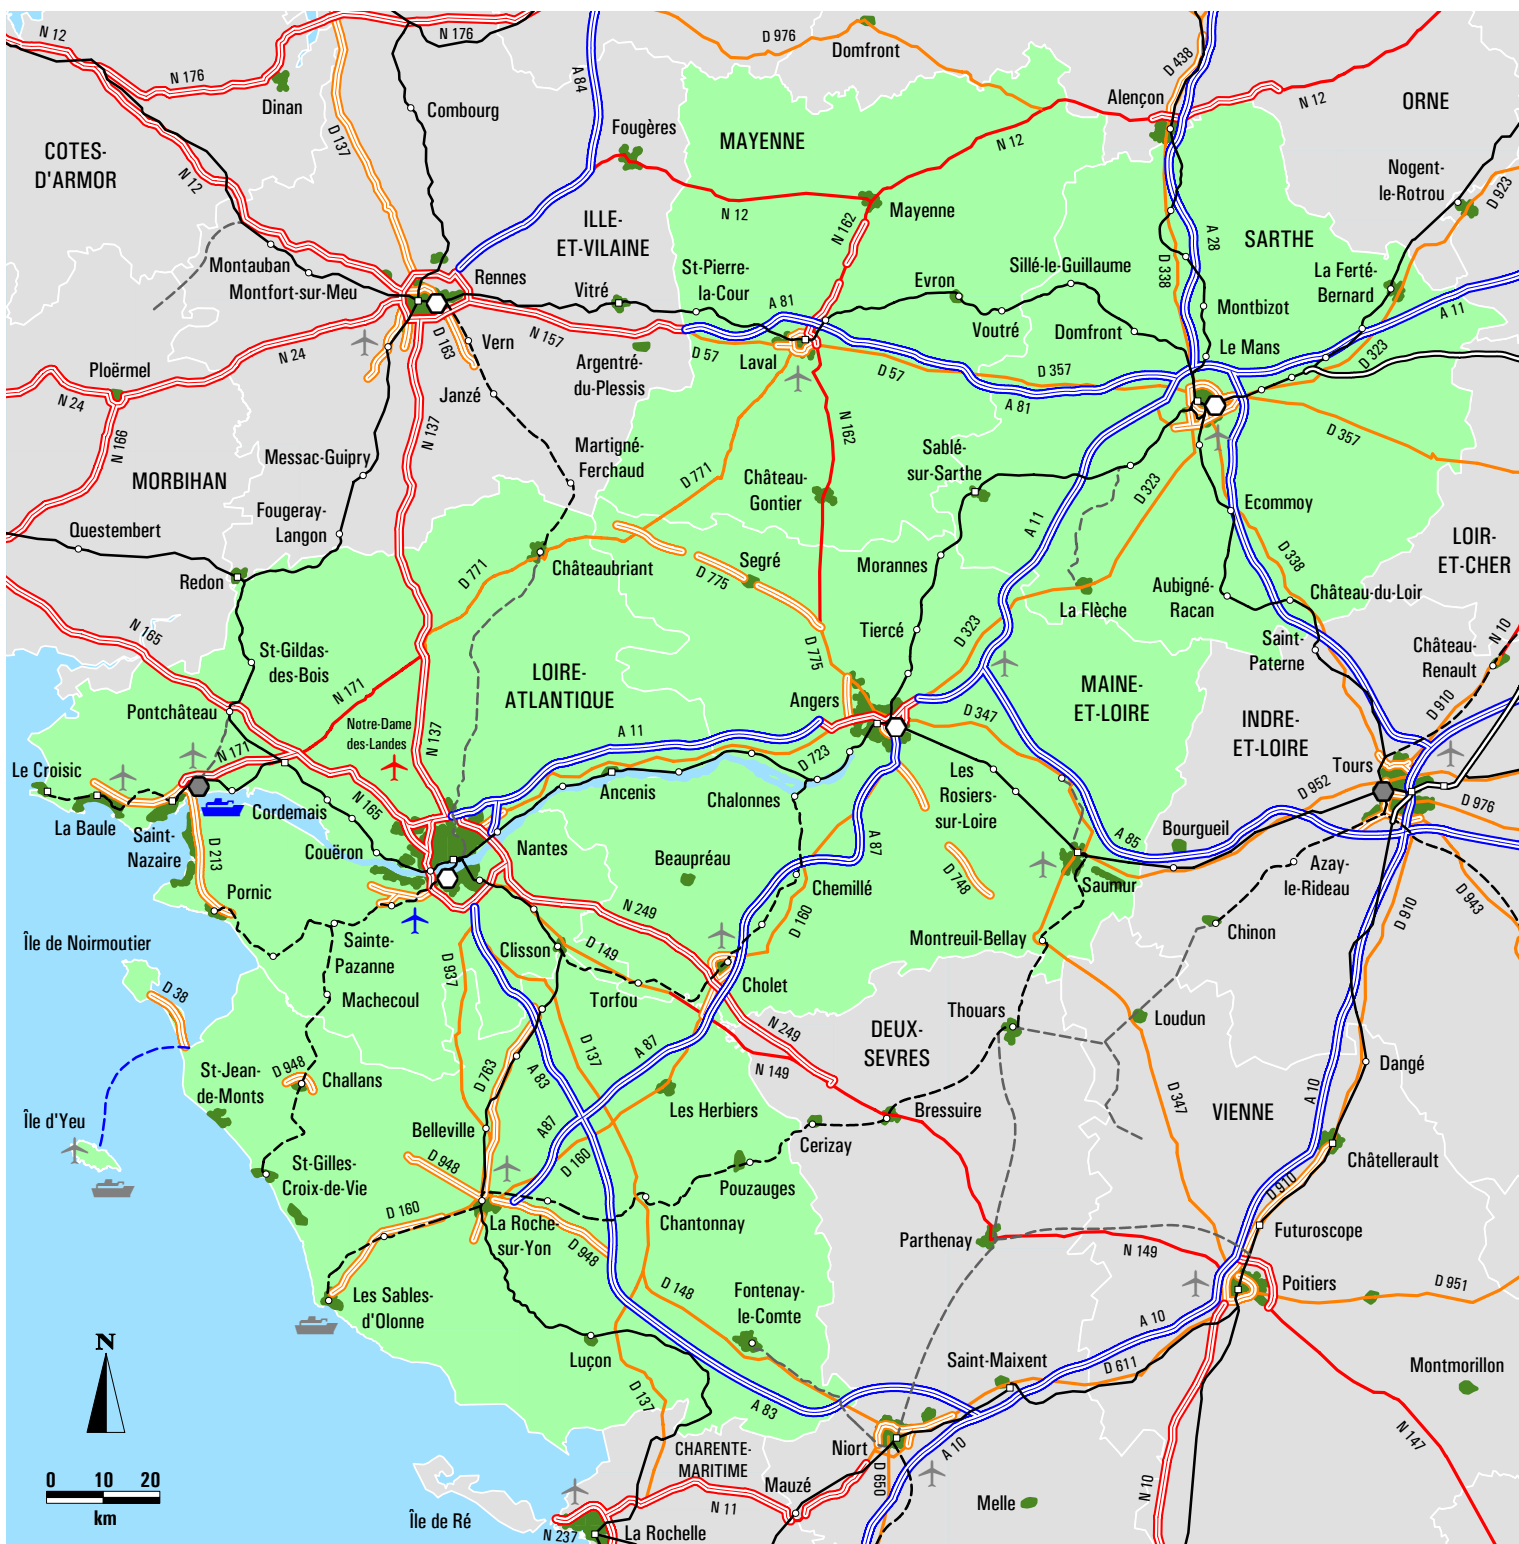 N 12
N 176
D 976
Domfront
D 438
N 176
Dinan
A 84
Combourg
Alençon
N 12
ORNE
D 137
Fougères
MAYENNE
N 12
COTES-
D'ARMOR
N 12
Nogent-
le-Rotrou
D 923
N 12
Mayenne
N 162
ILLE-
ET-VILAINE
A 28
SARTHE
Montauban
Montfort-sur-Meu
Rennes
St-Pierre-
la-Cour
Sillé-le-Guillaume
D 338
La Ferté-
Bernard
Vitré
A 81
Evron
Voutré
Domfront
Montbizot
A 11
D 163
Vern
N 157
N 24
Argentré-
du-Plessis
D 57
Laval
D 57
D 357
Le Mans
D 323
Ploërmel
N 24
Janzé
A 81
N 166
N 137
N 162
D 357
Messac-Guipry
Martigné-
Ferchaud
D 771
Sablé-
sur-Sarthe
MORBIHAN
Château-
Gontier
D 323
Ecommoy
Fougeray-
Langon
A 11
Questembert
LOIR-
ET-CHER
Redon
D 771
Châteaubriant
D 775
Segré
Morannes
D 338
La Flèche
Aubigné-
Racan
Château-du-Loir
N 165
Tiercé
D 323
Saint-
Paterne
Château-
Renault
N 10
St-Gildas-
des-Bois
D 775
LOIRE-
ATLANTIQUE
N 171
Angers
MAINE-
ET-LOIRE
D 910
Pontchâteau
Notre-Dame
des-Landes
N 137
A 11
D 347
INDRE-
ET-LOIRE
N 171
D 723
Tours
Le Croisic
Ancenis
Chalonnes
Les
Rosiers-
sur-Loire
D 952
D 976
La Baule
Saint-
Nazaire
Cordemais
N 165
Bourgueil
A 85
D 213
Couëron
Nantes
Beaupréau
A 87
Chemillé
D 748
Saumur
Azay-
le-Rideau
D 943
Pornic
N 249
D 160
D 910
Île de Noirmoutier
Sainte-
Pazanne
D 937
Clisson
D 149
Montreuil-Bellay
Chinon
D 38
Machecoul
Torfou
Cholet
Thouars
Loudun
N 249
DEUX-
SEVRES
A 87
D 137
Dangé
St-Jean-
de-Monts
D 948
Challans
D 763
A 83
N 149
D 347
A 10
Île d'Yeu
Les Herbiers
Bressuire
VIENNE
Belleville
A87
Cerizay
St-Gilles-
Croix-de-Vie
D 948
D 160
Pouzauges
Châtellerault
D 910
D 160
La Roche-
sur-Yon
D 948
Chantonnay
Parthenay
N 149
Futuroscope
Les Sables-
d'Olonne
D 148
Fontenay-
le-Comte
Poitiers
D 951
N
A 10
Luçon
Saint-Maixent
D 611
Montmorillon
D 137
A 83
N 147
0 10 20
km
CHARENTE-
MARITIME
Niort
A 10
D 650
Mauzé
N 10
Melle
Île de Ré
N 11
N 237
La Rochelle